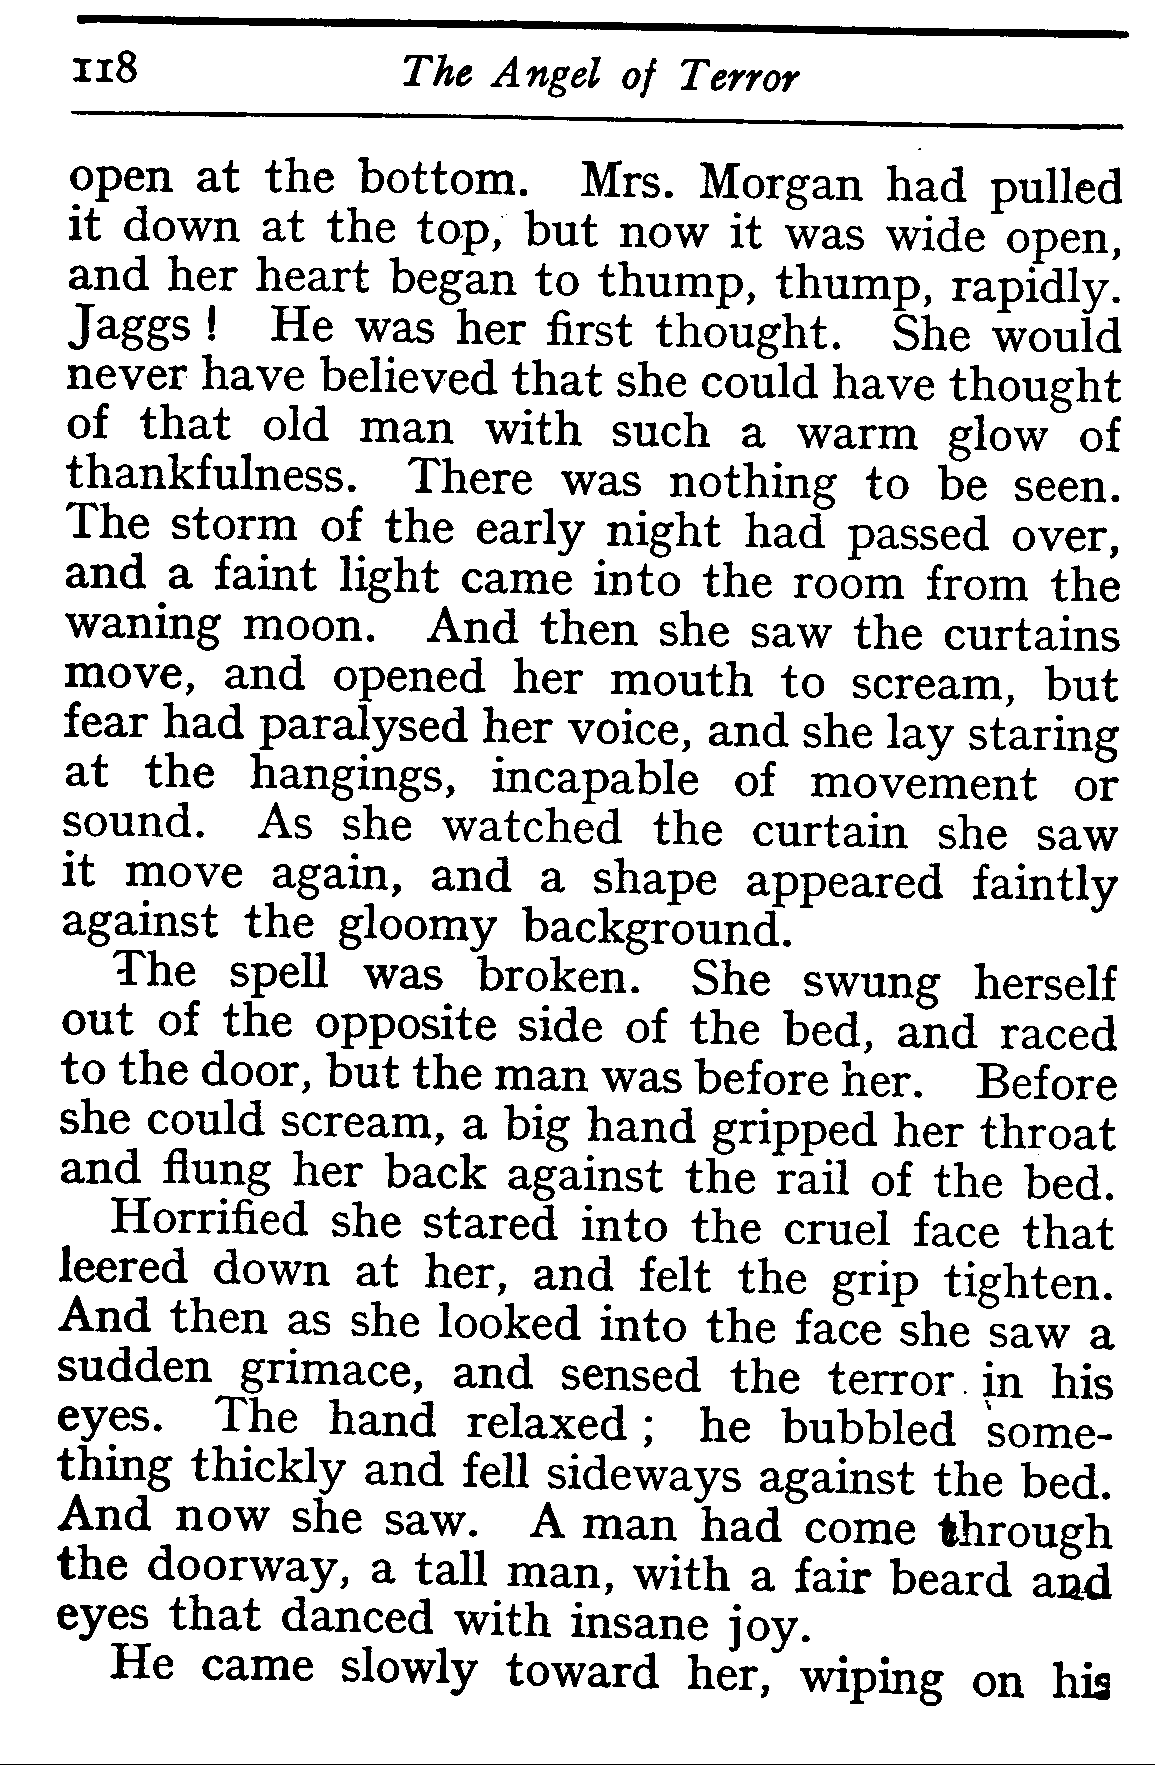 118 The Angel of Terror
open at the bottom. Mrs. Morgan had pulled
it down at the top, but now it was wide open,
and her heart began to thump, thump, rapidly.
Jaggs ! He was her first thought. She would
never have believed that she could have thought
of that old man with such a warm glow of
thankfulness. There was nothing to be seen.
The storm of the early night had passed over,
and a faint light came into the room from the
waning moon. And then she saw the curtains
move, and opened her mouth to scream, but
fear had paralysed her voice, and she lay staring
at the hangings, incapable of movement or
sound. As she watched the curtain she saw
it move again, and a shape appeared faintly
against the gloomy background.
The spell was broken. She swung herself
out of the opposite side of the bed, and raced
to the door, but the man was before her. Before
she could scream, a big hand gripped her throat
and flung her back against the rail of the bed.
Horrified she stared into the cruel face that
leered down at her, and felt the grip tighten.
And then as she looked into the face she saw a
sudden grimace, and sensed the terror in his
eyes. The hand relaxed ; he bubbled some-
thing thickly and fell sideways against the bed.
And now she saw. A man had come through
the doorway, a tall man, with a fair beard and
eyes that danced with insane joy.
He came slowly toward her, wiping on his